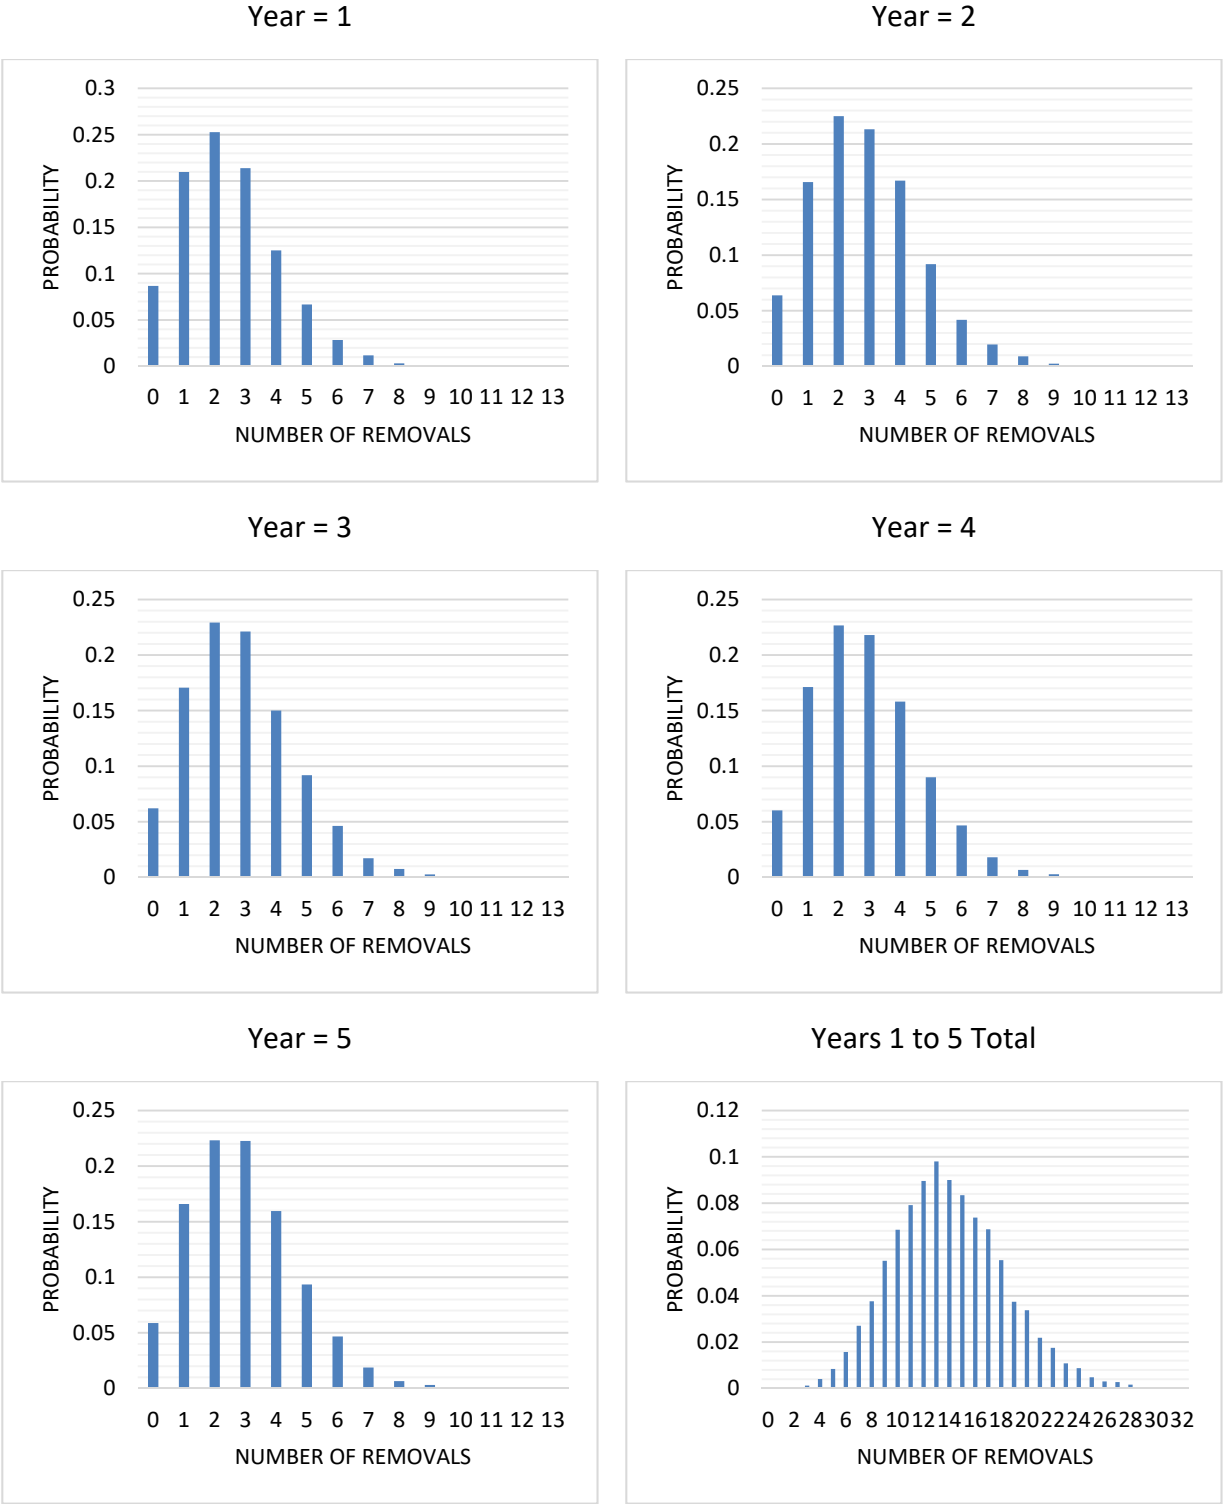 Year = 1
0.3
0.25
0.2
0.15
0.1
0.05
0
PROBABILITY
0 1 2 3 4 5 6 7 8 9 10 11 12 13
NUMBER OF REMOVALS
Year = 2
0.25
0.2
0.15
0.1
0.05
0
PROBABILITY
0 1 2 3 4 5 6 7 8 9 10 11 12 13
NUMBER OF REMOVALS
Year = 3
0.25
0.2
0.15
0.1
0.05
0
PROBABILITY
0 1 2 3 4 5 6 7 8 9 10 11 12 13
NUMBER OF REMOVALS
Year = 4
0.25
0.2
0.15
0.1
0.05
0
PROBABILITY
0 1 2 3 4 5 6 7 8 9 10 11 12 13
NUMBER OF REMOVALS
Year = 5
0.25
0.2
0.15
0.1
0.05
0
PROBABILITY
0 1 2 3 4 5 6 7 8 9 10 11 12 13
NUMBER OF REMOVALS
Years 1 to 5 Total
0.12
0.1
0.08
0.06
0.04
0.02
0
PROBABILITY
0 2 4 6 8 10 12 14 16 18 20 22 24 26 28 30 32
NUMBER OF REMOVALS